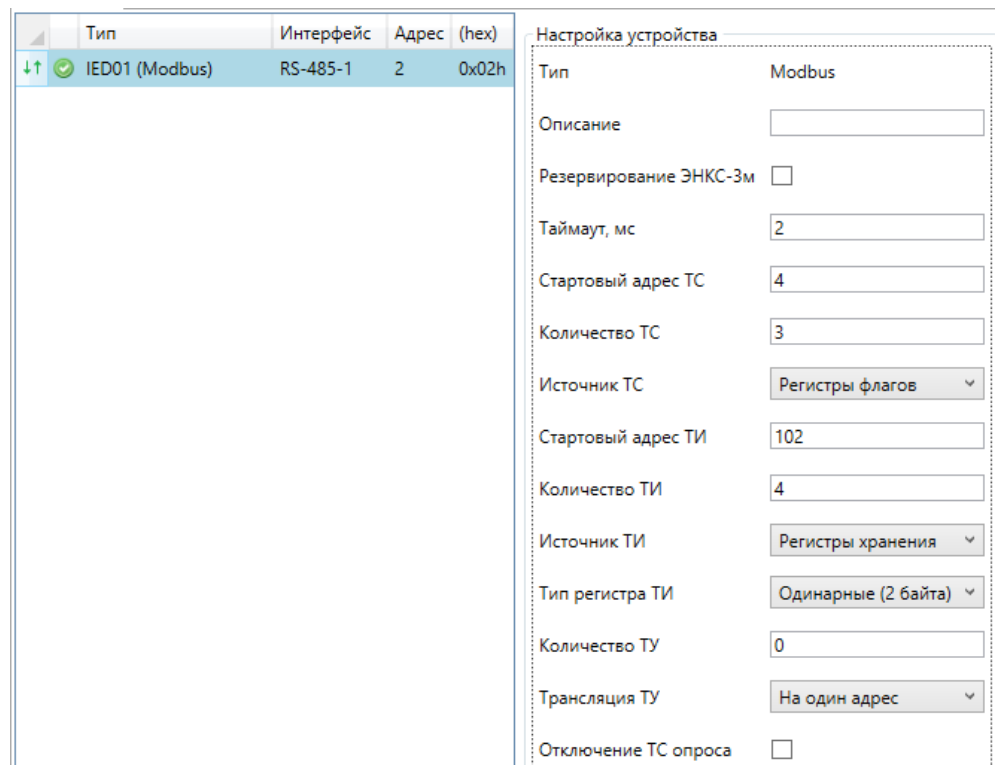 Тип Интерфейс Адрес (hex)
IED01 (Modbus) RS-485-1 2 0x02h
Настройка устройства
Тип Modbus
Описание
Резервирование ЭНКС-3м
Таймаут, мс 2
Стартовый адрес ТС 4
Количество ТС 3
Источник ТС Регистры флагов
Стартовый адрес ТИ 102
Количество ТИ 4
Источник ТИ Регистры хранения
Тип регистра ТИ Одинарные (2 байта)
Количество ТУ 0
Трансляция ТУ На один адрес
Отключение ТС опроса